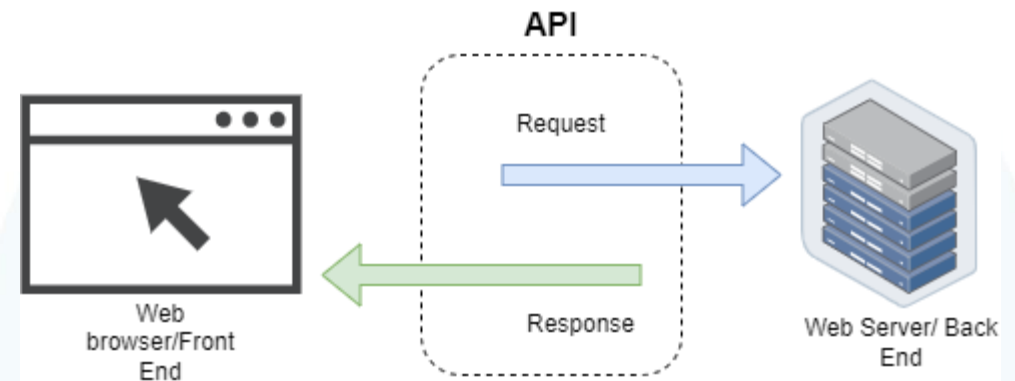 API
Request
Response
Web
browser/Front
End
Web Server/ Back
End